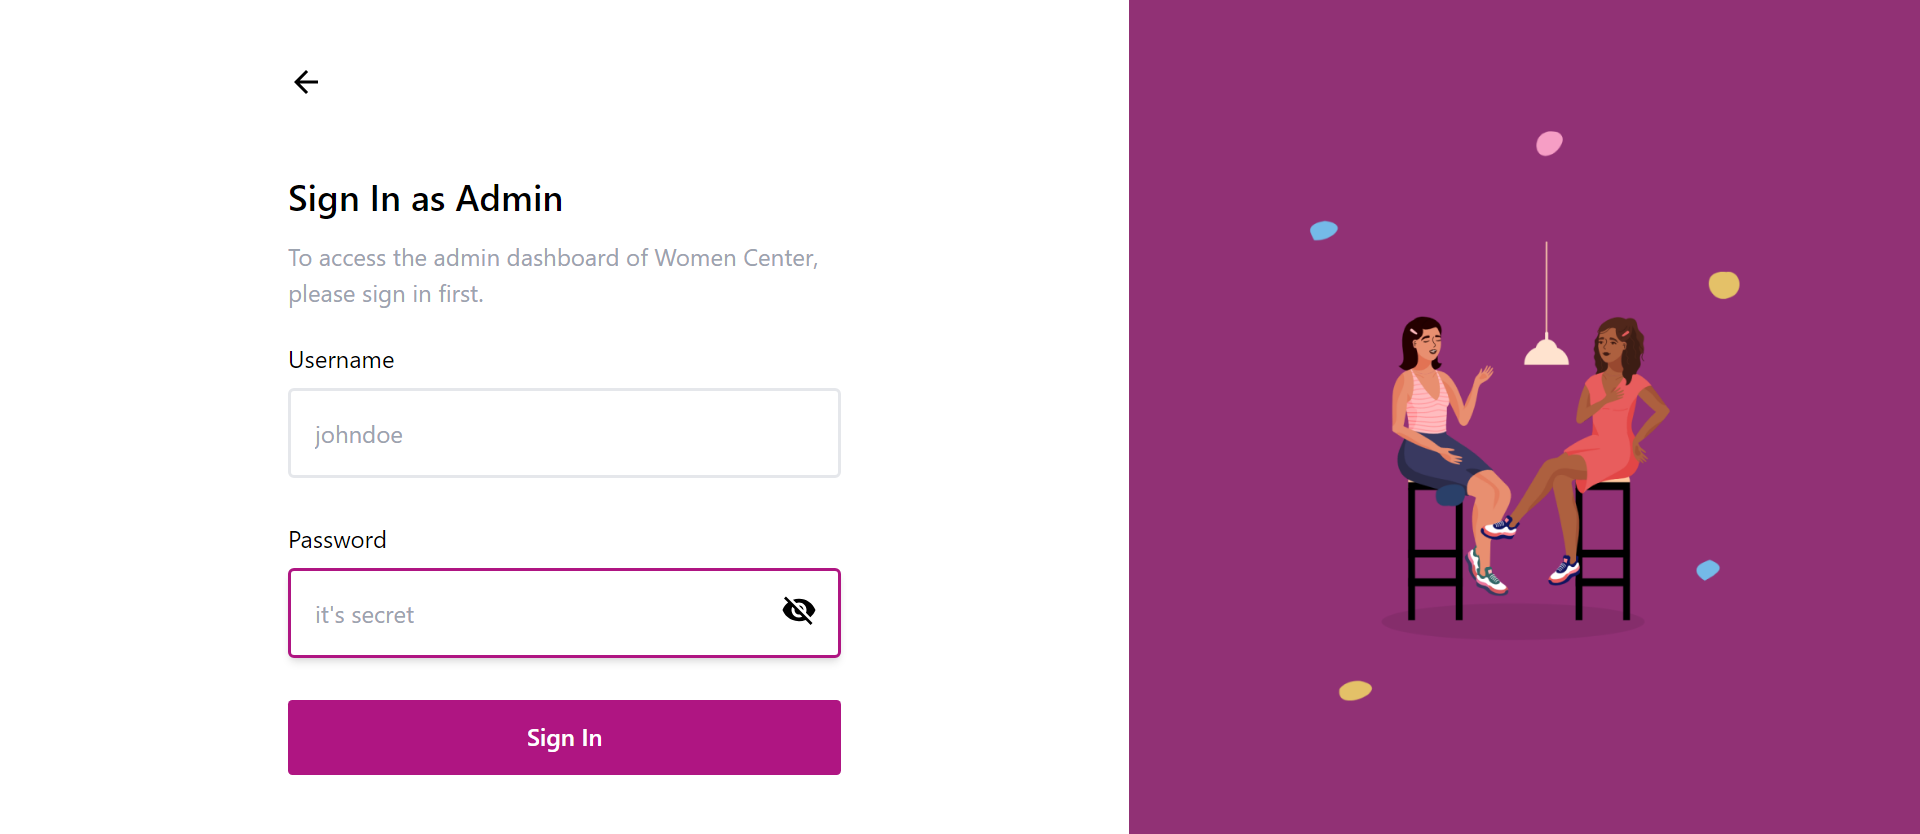 Sign In as Admin
To access the admin dashboard of Women Center,
please sign in first.
Username
johndoe
Password
it's secret
Sign In